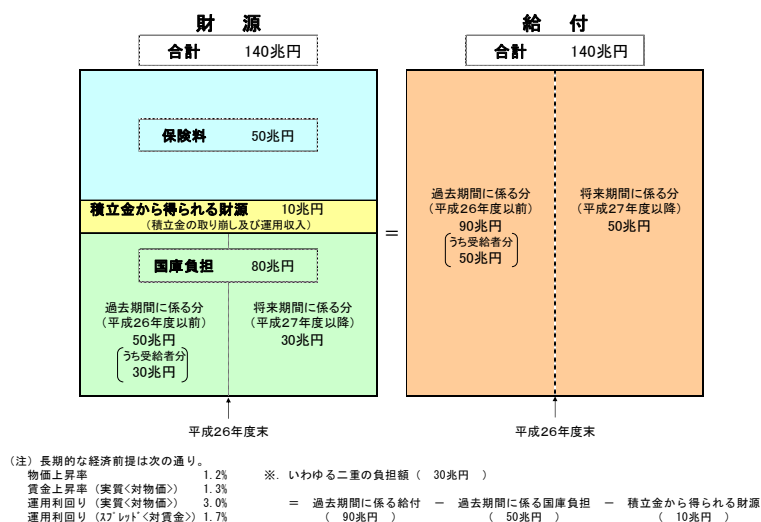 財 源
合計 140兆円
保険料 50兆円
積立金から得られる財源 10兆円
(積立金の取り崩し及び運用収入)
国庫負担 80兆円
過去期間に係る分
(平成26年度以前)
50兆円
うち受給者分
30兆円
将来期間に係る分
(平成27年度以降)
30兆円
平成26年度末
=
給 付
合計 140兆円
過去期間に係る分
(平成26年度以前)
90兆円
うち受給者分
50兆円
将来期間に係る分
(平成27年度以降)
50兆円
平成26年度末
(注) 長期的な経済前提は次の通り。
物価上昇率 1.2%
賃金上昇率 (実質<対物価>) 1.3%
運用利回り (実質<対物価>) 3.0%
運用利回り (スプレッド<対賃金>) 1.7%
※. いわゆる二重の負担額 ( 30兆円 )
= 過去期間に係る給付 - 過去期間に係る国庫負担 - 積立金から得られる財源
( 90兆円 ) ( 50兆円 ) ( 10兆円 )